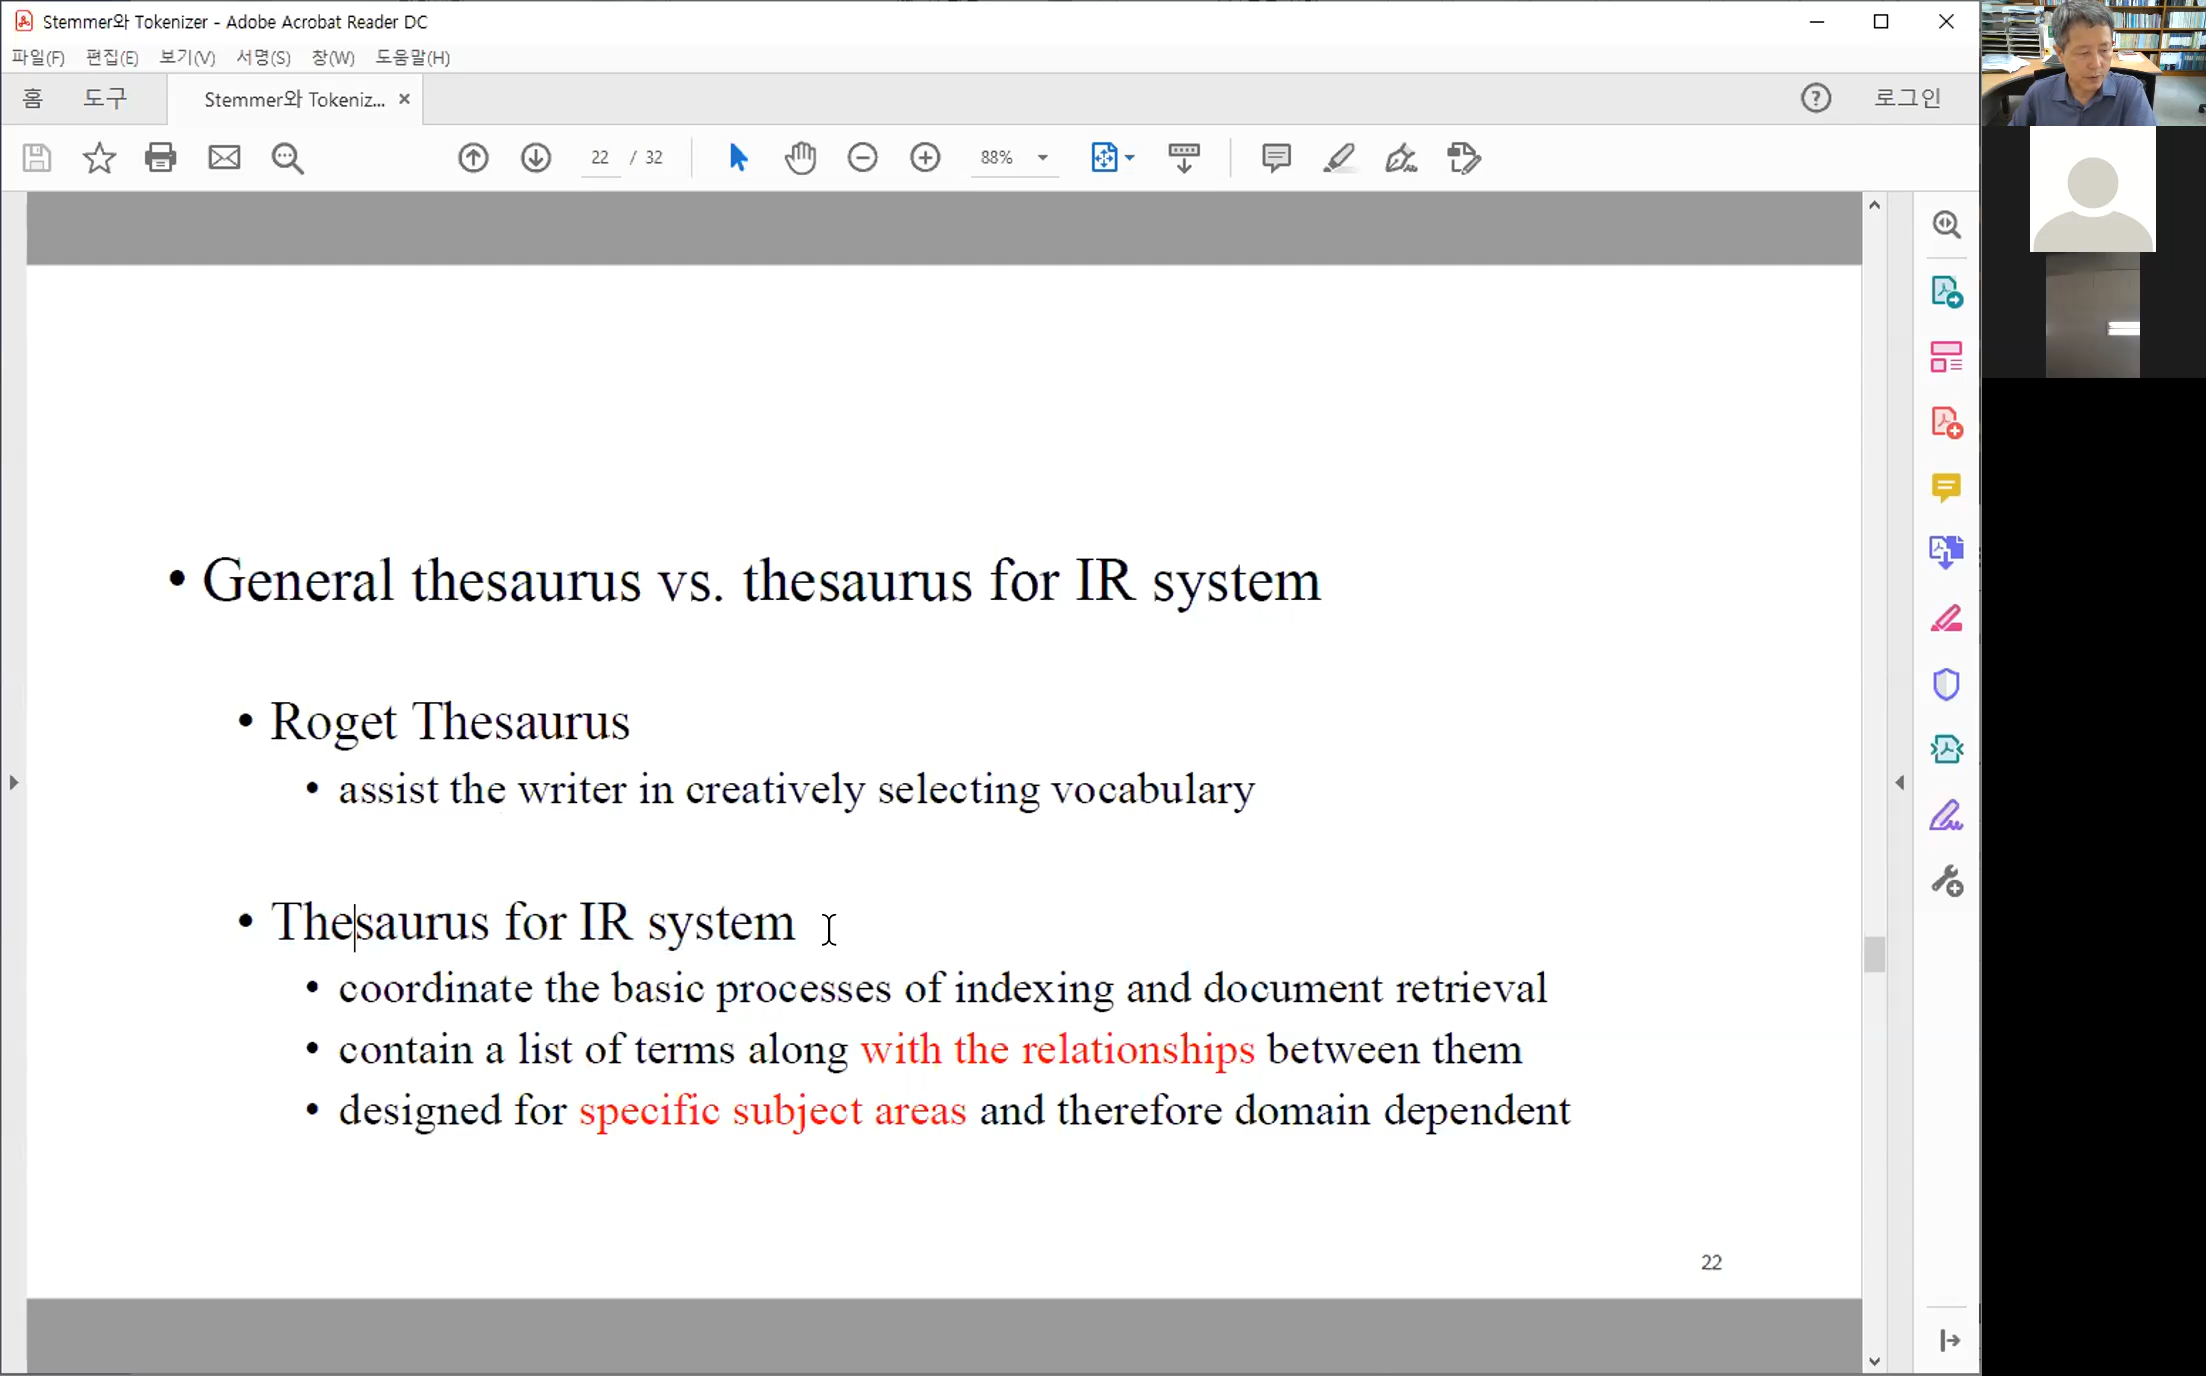 Stemmer와 Tokenizer - Adobe Acrobat Reader DC
파일(F) 편집(E) 보기(V) 서명(S) 창(W) 도움말(H)
홈 도구 Stemmer와 Tokeniz... 로그인
22 / 32 88%
• General thesaurus vs. thesaurus for IR system
• Roget Thesaurus
• assist the writer in creatively selecting vocabulary
• Thesaurus for IR system
• coordinate the basic processes of indexing and document retrieval
• contain a list of terms along with the relationships between them
• designed for specific subject areas and therefore domain dependent
22